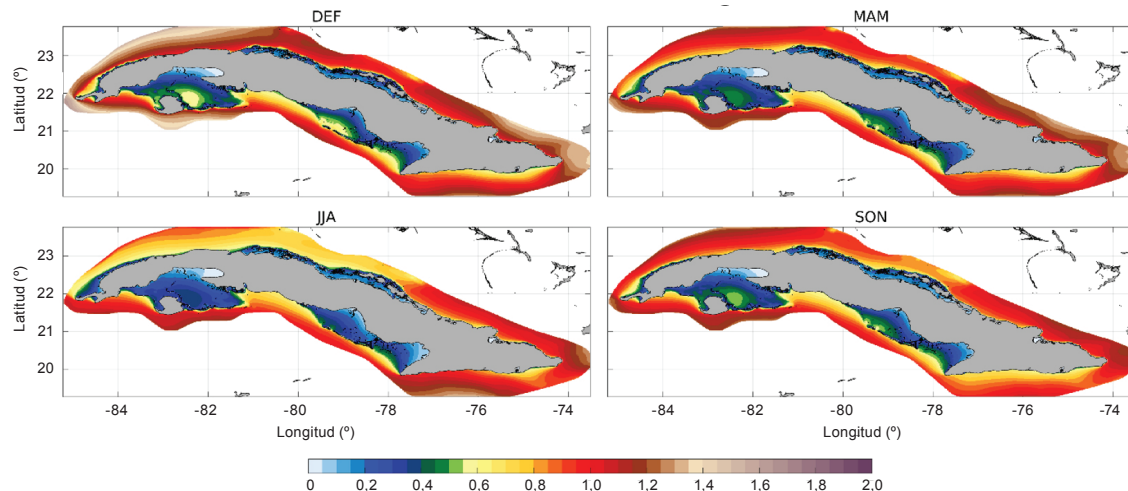 DEF
MAM
Latitud (º)
23
22
21
20
JJA
SON
Latitud (º)
23
22
21
20
-84 -82 -80 -78 -76 -74 -84 -82 -80 -78 -76 -74
Longitud (º) Longitud (º)
0 0,2 0,4 0,6 0,8 1,0 1,2 1,4 1,6 1,8 2,0